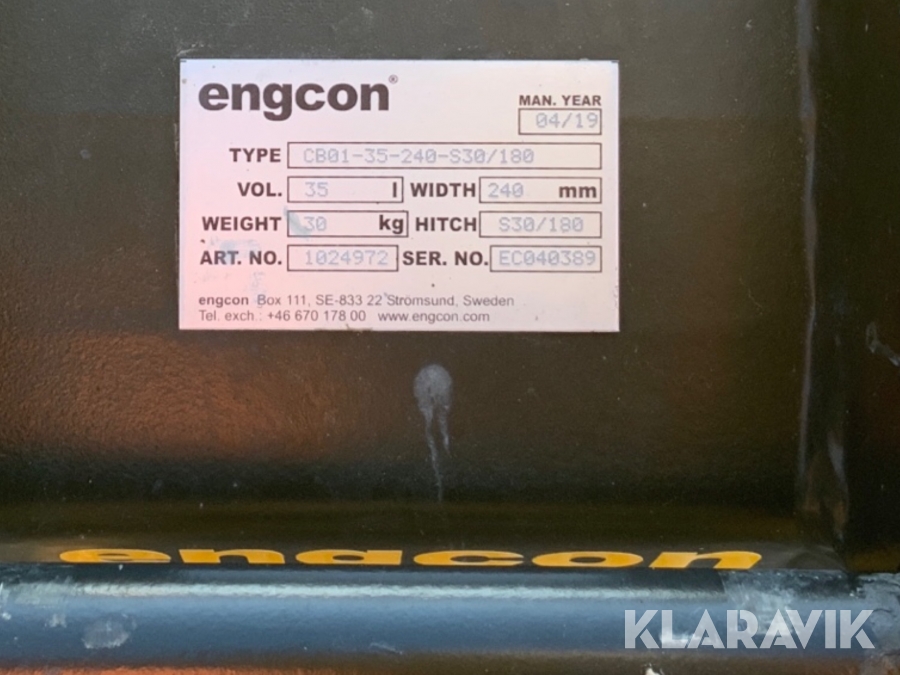 engcon®
MAN. YEAR
04/19
TYPE CB01-35-240-S30/180
VOL. 35 l WIDTH 240 mm
WEIGHT 30 kg HITCH S30/180
ART. NO. 1024972 SER. NO. EC040389
engcon Box 111, SE-833 22 Strömsund, Sweden
Tel. exch.: +46 670 178 00 www.engcon.com
engcon
KLARAVIK